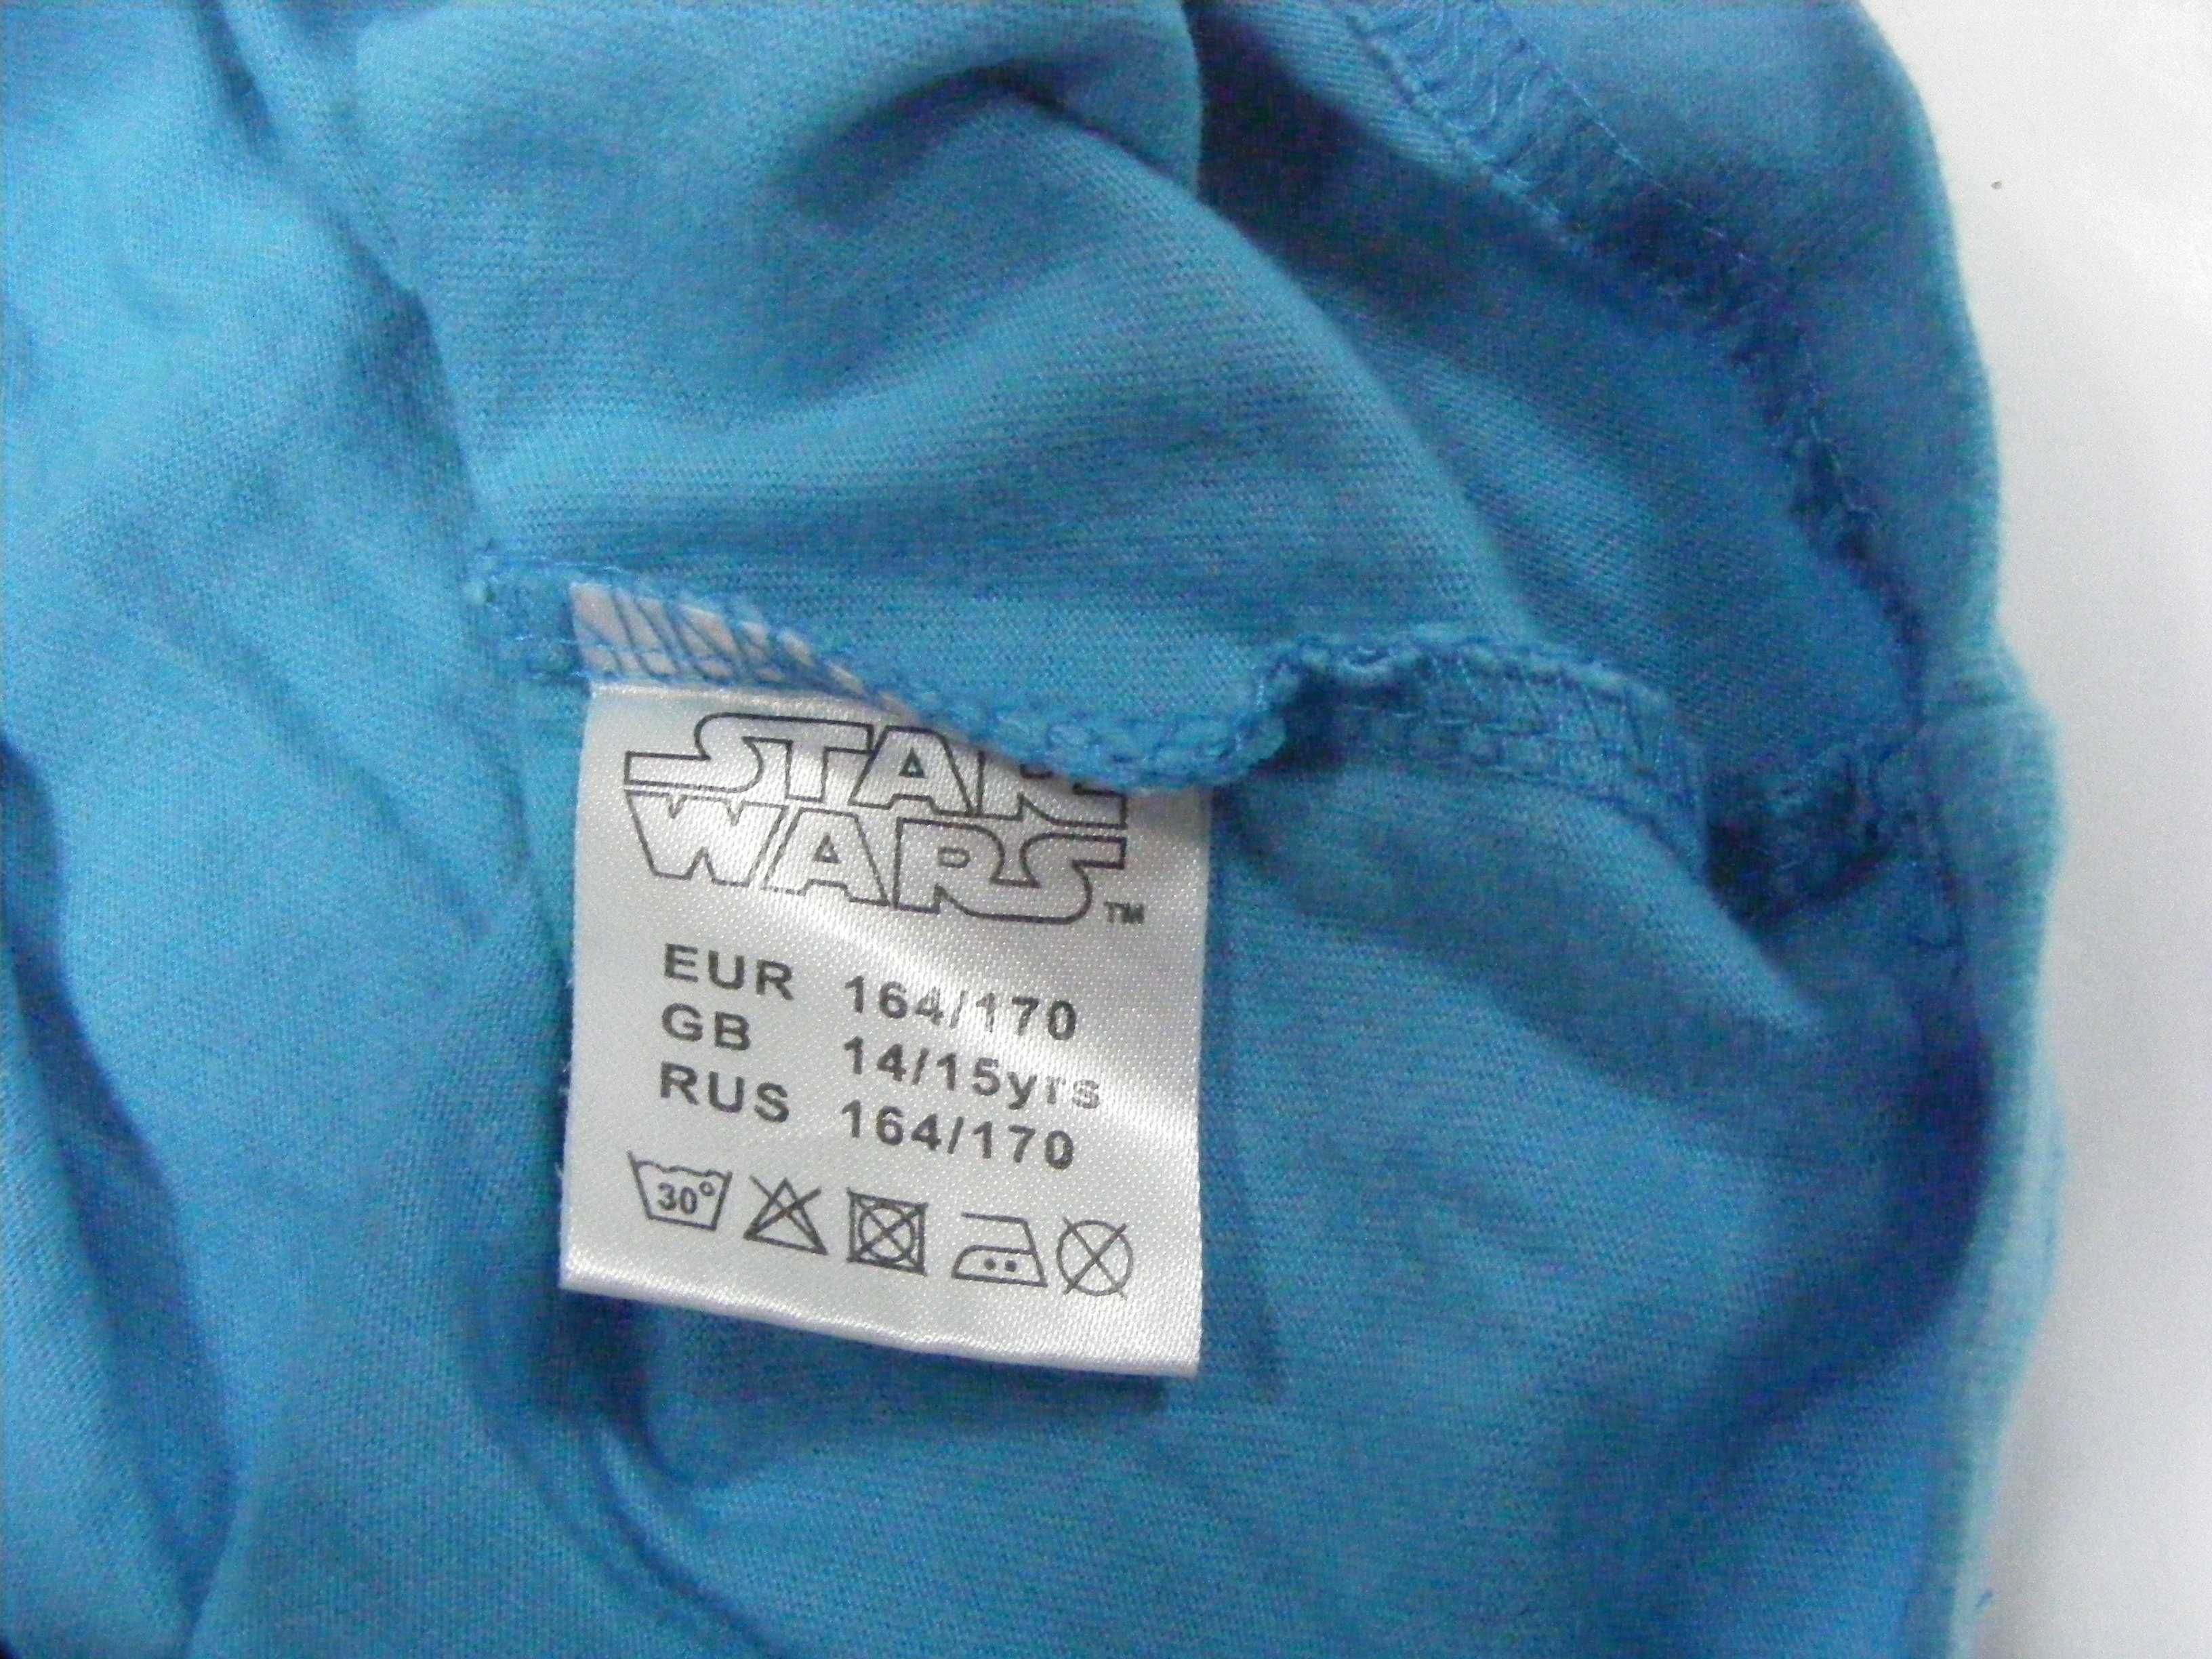 STAR
WARS™
EUR 164/170
GB 14/15yrs
RUS 164/170
30°